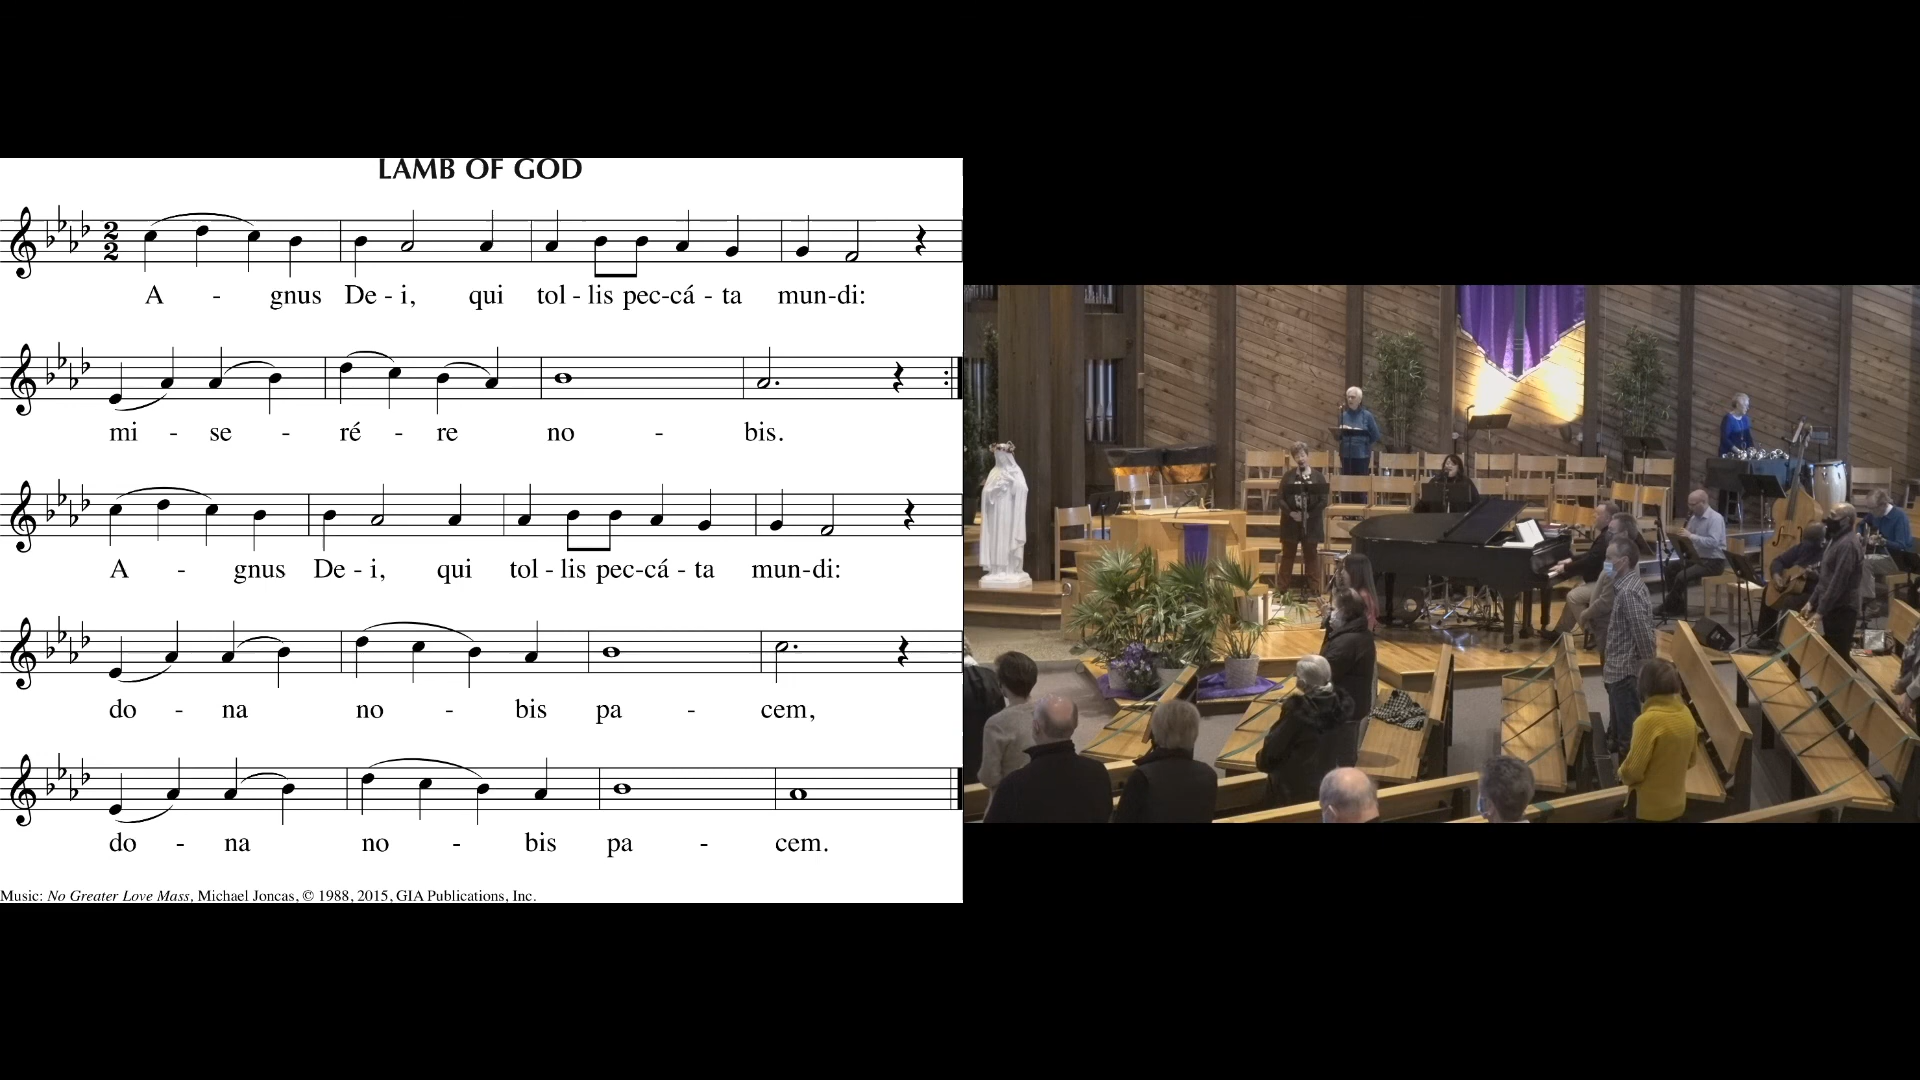 LAMB OF GOD
2
2
A - gnus De - i, qui tol - lis pec-cá - ta mun-di:
mi - se - ré - re no - bis.
A - gnus De - i, qui tol - lis pec-cá - ta mun-di:
do - na no - bis pa - cem,
do - na no - bis pa - cem.
Music: No Greater Love Mass, Michael Joncas, © 1988, 2015, GIA Publications, Inc.